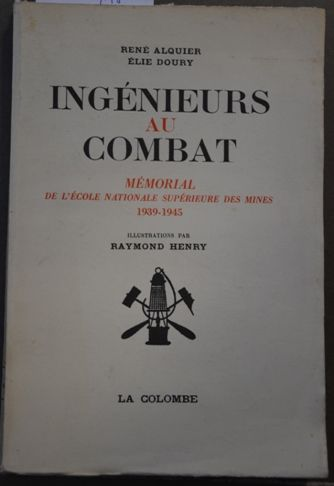 RENÉ ALQUIER
ÉLIE DOURY
INGÉNIEURS
AU
COMBAT
MÉMORIAL
DE L'ÉCOLE NATIONALE SUPÉRIEURE DES MINES
1939-1945
ILLUSTRATIONS PAR
RAYMOND HENRY
LA COLOMBE